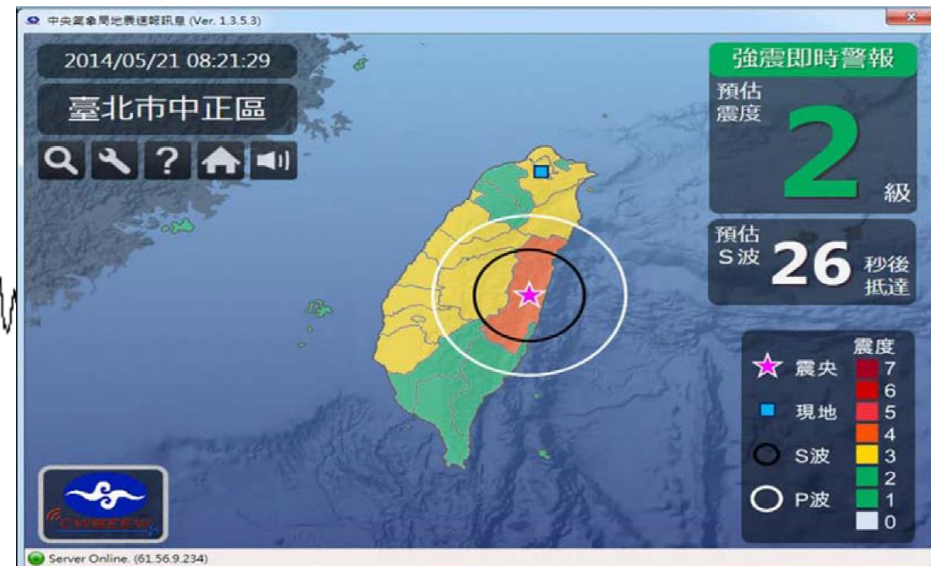 中央氣象局地震速報訊息 (Ver. 1.3.5.3)
2014/05/21 08:21:29
臺北市中正區
?
強震即時警報
預估
震度
2
級
預估
S波
26
秒後
抵達
震度
震央
現地
S波
P波
7
6
5
4
3
2
1
0
CWBEEW
Server Online. (61.56.9.234)